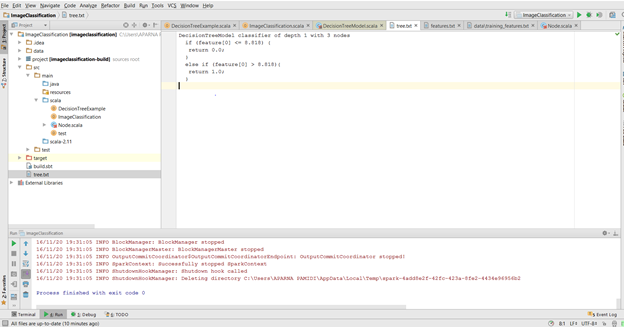 File Edit View Navigate Code Analyze Refactor Build Run Tools VCS Window Help
ImageClassification tree.txt ImageClassification
Project DecisionTreeExample.scala ImageClassification.scala DecisionTreeModel.scala tree.txt features.txt data\training_features.txt Node.scala
ImageClassification [imageclassification] C:\Users\APARNA PAMIDI
.idea
data
project [imageclassification-build] sources root
src
main
java
resources
scala
DecisionTreeExample
ImageClassification
Node.scala
test
scala-2.11
test
target
build.sbt
tree.txt
External Libraries
1: Project
7: Structure
2: Favorites
DecisionTreeModel classifier of depth 1 with 3 nodes
if (feature[0] <= 8.818) {
return 0.0;
}
else if (feature[0] > 8.818){
return 1.0;
}
Run ImageClassification
16/11/20 19:31:05 INFO BlockManager: BlockManager stopped
16/11/20 19:31:05 INFO BlockManagerMaster: BlockManagerMaster stopped
16/11/20 19:31:05 INFO OutputCommitCoordinator$OutputCommitCoordinatorEndpoint: OutputCommitCoordinator stopped!
16/11/20 19:31:05 INFO SparkContext: Successfully stopped SparkContext
16/11/20 19:31:05 INFO ShutdownHookManager: Shutdown hook called
16/11/20 19:31:05 INFO ShutdownHookManager: Deleting directory C:\Users\APARNA PAMIDI\AppData\Local\Temp\spark-4add8e2f-42fc-423a-8fe2-4434e96956b2
Process finished with exit code 0
Terminal 4: Run 5: Debug 6: TODO Event Log
All files are up-to-date (10 minutes ago) 8:1 LF UTF-8